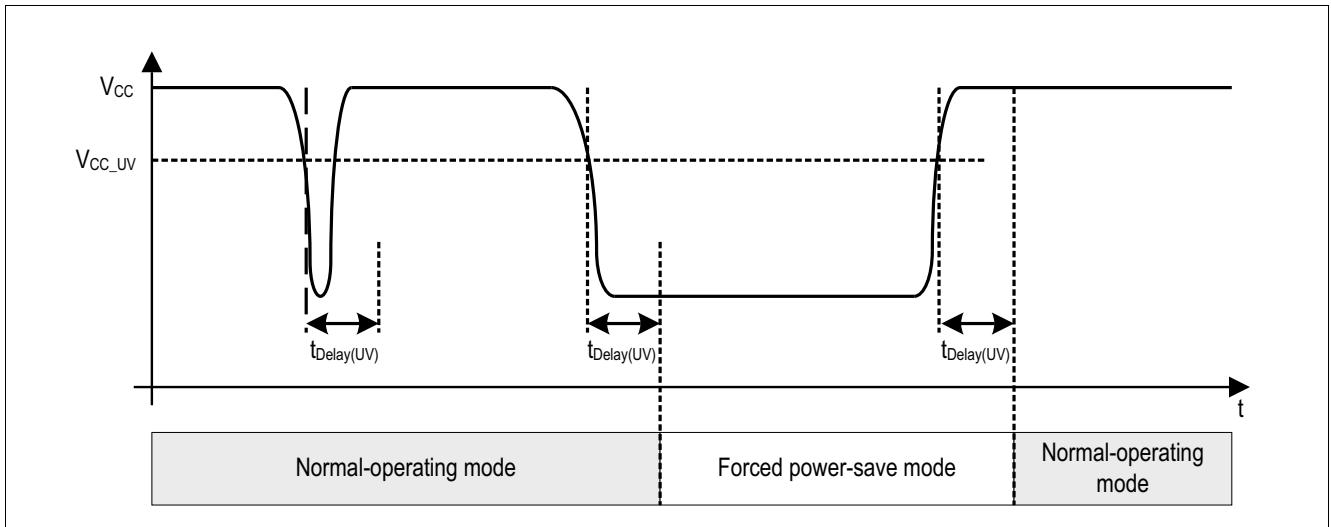 VCC
VCC_UV
tDelay(UV)
tDelay(UV)
tDelay(UV)
t
Normal-operating mode
Forced power-save mode
Normal-operating
mode